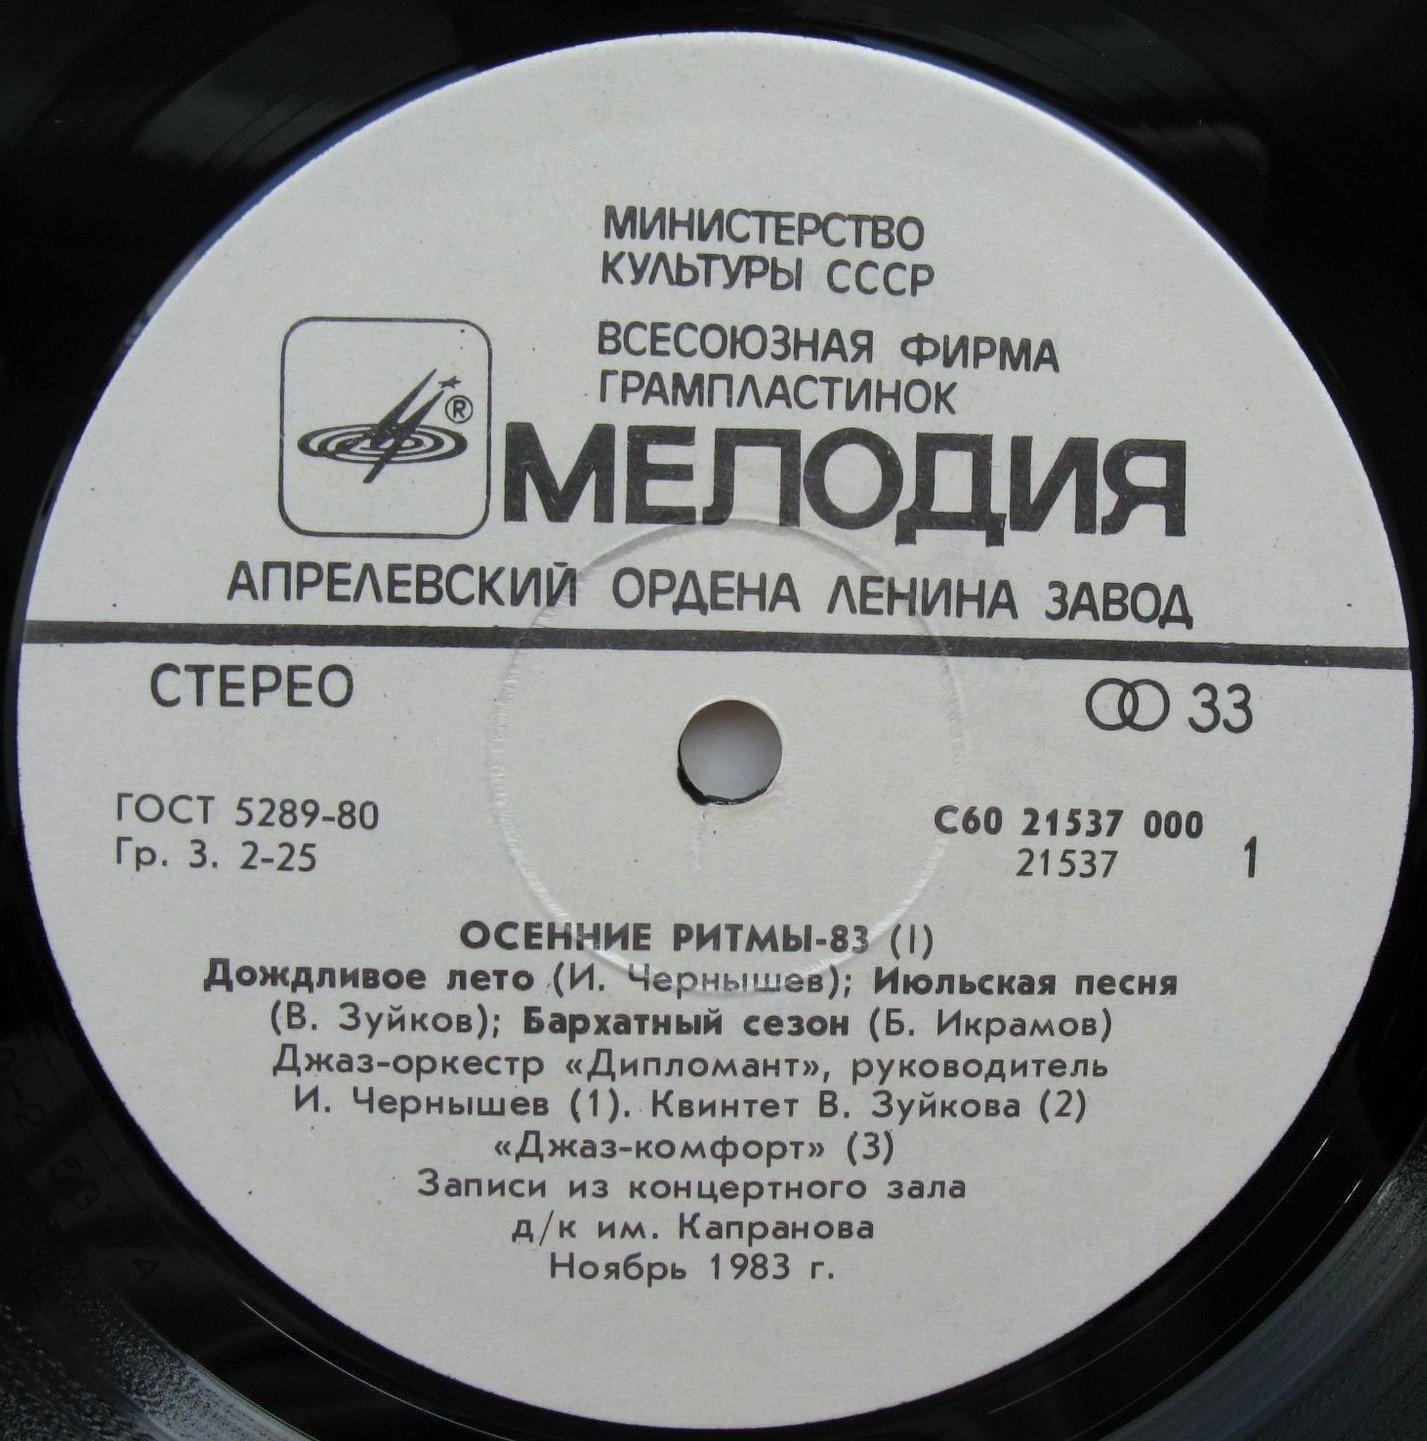 МИНИСТЕРСТВО
КУЛЬТУРЫ СССР
ВСЕСОЮЗНАЯ ФИРМА
ГРАМПЛАСТИНОК
®
МЕЛОДИЯ
АПРЕЛЕВСКИЙ ОРДЕНА ЛЕНИНА ЗАВОД
СТЕРЕО
33
ГОСТ 5289-80
Гр. 3. 2-25
С60 21537 000
21537
1
ОСЕННИЕ РИТМЫ-83 (I)
Дождливое лето (И. Чернышев); Июльская песня
(В. Зуйков); Бархатный сезон (Б. Икрамов)
Джаз-оркестр «Дипломант», руководитель
И. Чернышев (1). Квинтет В. Зуйкова (2)
«Джаз-комфорт» (3)
Записи из концертного зала
д/к им. Капранова
Ноябрь 1983 г.